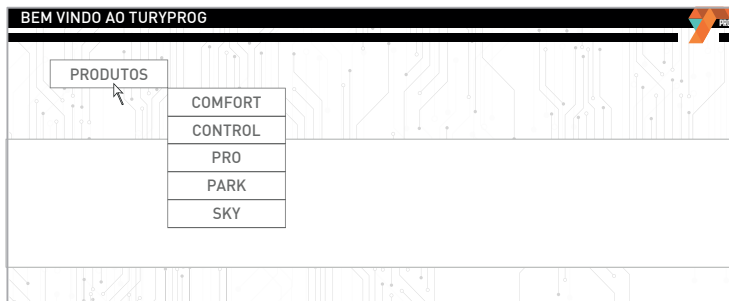 BEM VINDO AO TURYPROG
PRODUTOS
COMFORT
CONTROL
PRO
PARK
SKY